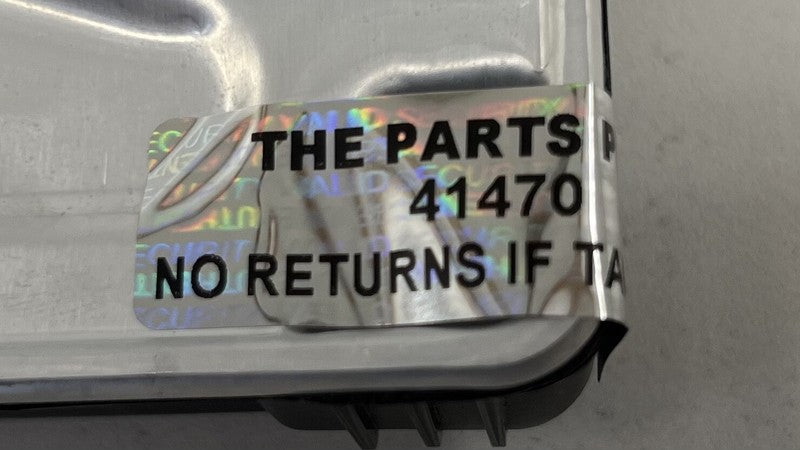 THE PARTS P
41470
NO RETURNS IF TA